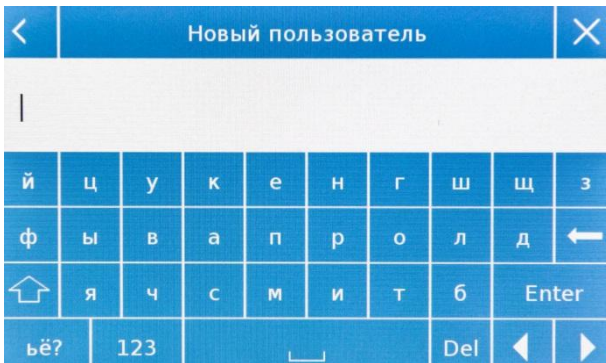 Новый пользователь
й ц у к е н г ш щ з
ф ы в а п р о л д
я ч с м и т б Enter
ьё? 123 Del